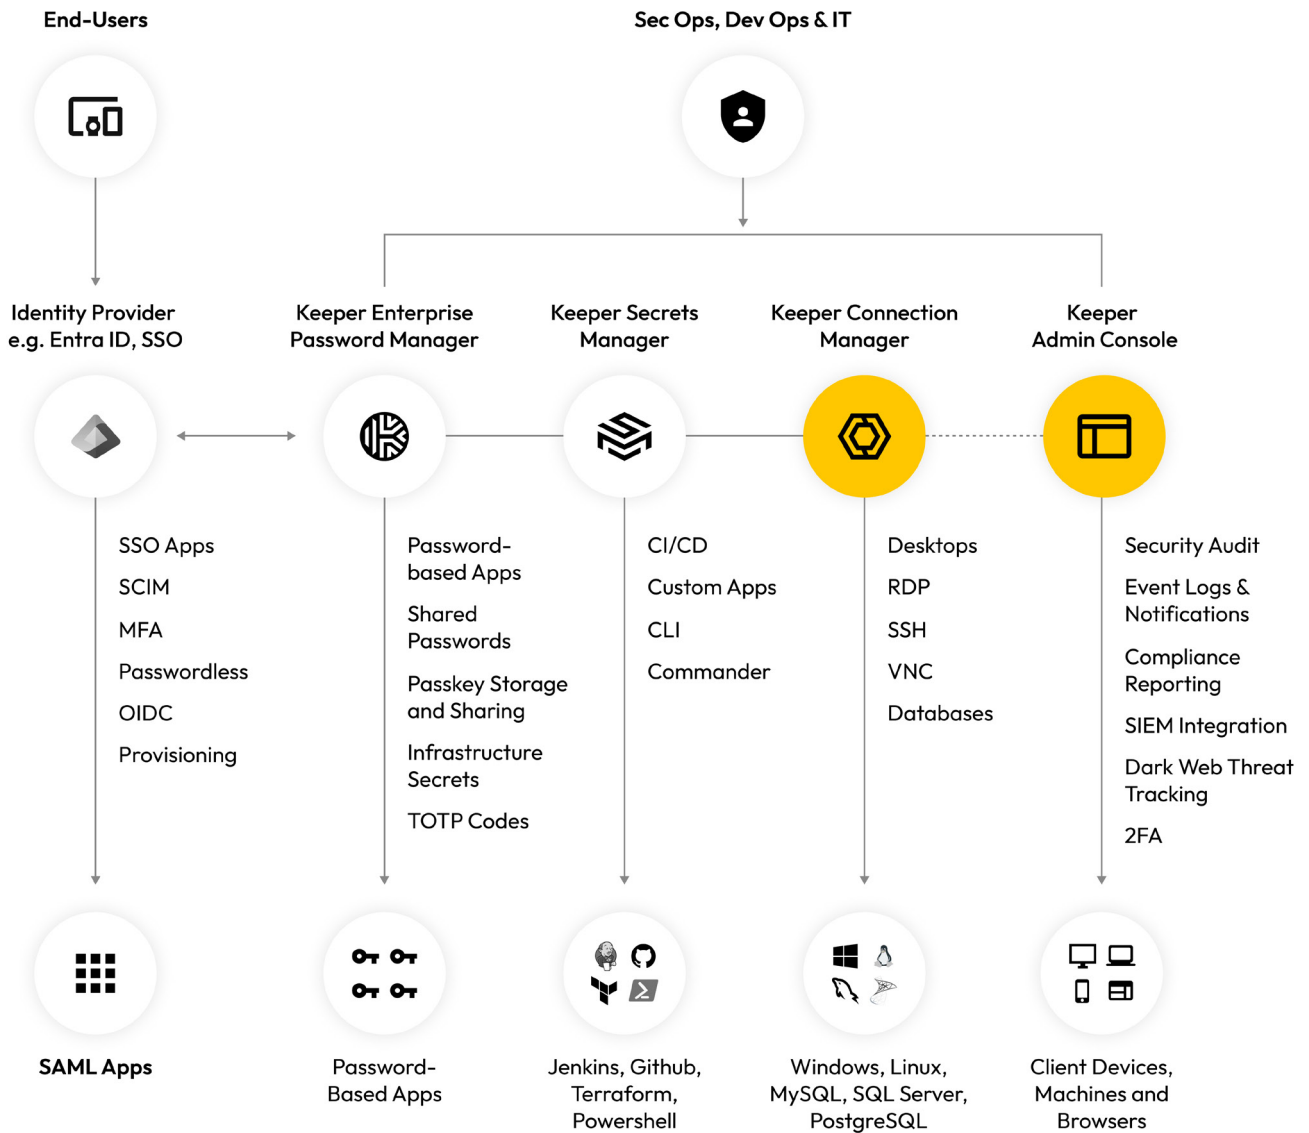 End-Users
Sec Ops, Dev Ops & IT
Identity Provider
e.g. Entra ID, SSO
Keeper Enterprise
Password Manager
Keeper Secrets
Manager
Keeper Connection
Manager
Keeper
Admin Console
SSO Apps
SCIM
MFA
Passwordless
OIDC
Provisioning
Password-
based Apps
Shared
Passwords
Passkey Storage
and Sharing
Infrastructure
Secrets
TOTP Codes
CI/CD
Custom Apps
CLI
Commander
Desktops
RDP
SSH
VNC
Databases
Security Audit
Event Logs &
Notifications
Compliance
Reporting
SIEM Integration
Dark Web Threat
Tracking
2FA
SAML Apps
Password-
Based Apps
Jenkins, Github,
Terraform,
Powershell
Windows, Linux,
MySQL, SQL Server,
PostgreSQL
Client Devices,
Machines and
Browsers